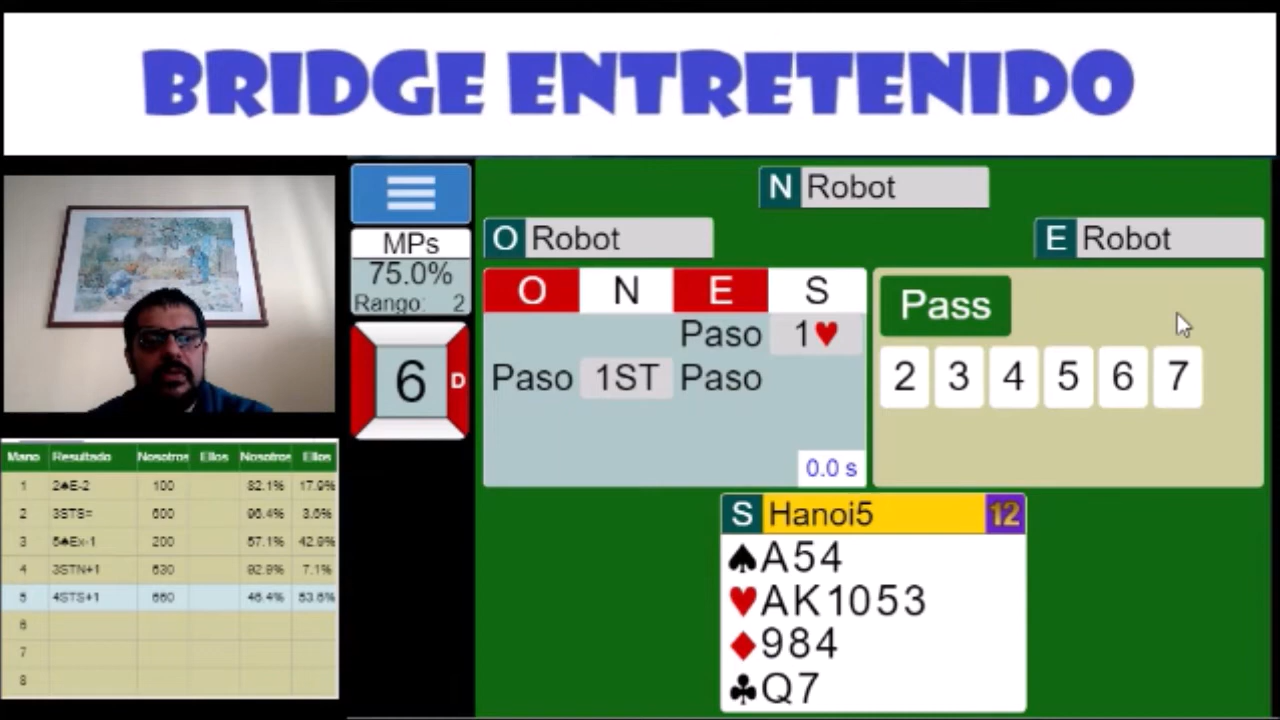 BRIDGE ENTRETENIDO
N Robot
MPs
75.0%
Rango: 2
O Robot
E Robot
O N E S
Paso 1♥
Paso 1ST Paso
0.0 s
Pass
2 3 4 5 6 7
6 D
Mano Resultado Nosotros Ellos Nosotros Ellos
1 2♠E-2 100 82.1% 17.9%
2 3STS= 600 96.4% 3.6%
3 5♠Ex-1 200 57.1% 42.9%
4 3STN+1 630 92.9% 7.1%
5 4STS+1 660 46.4% 53.6%
6
7
8
S Hanoi5 12
♠A54
♥AK1053
♦984
♣Q7